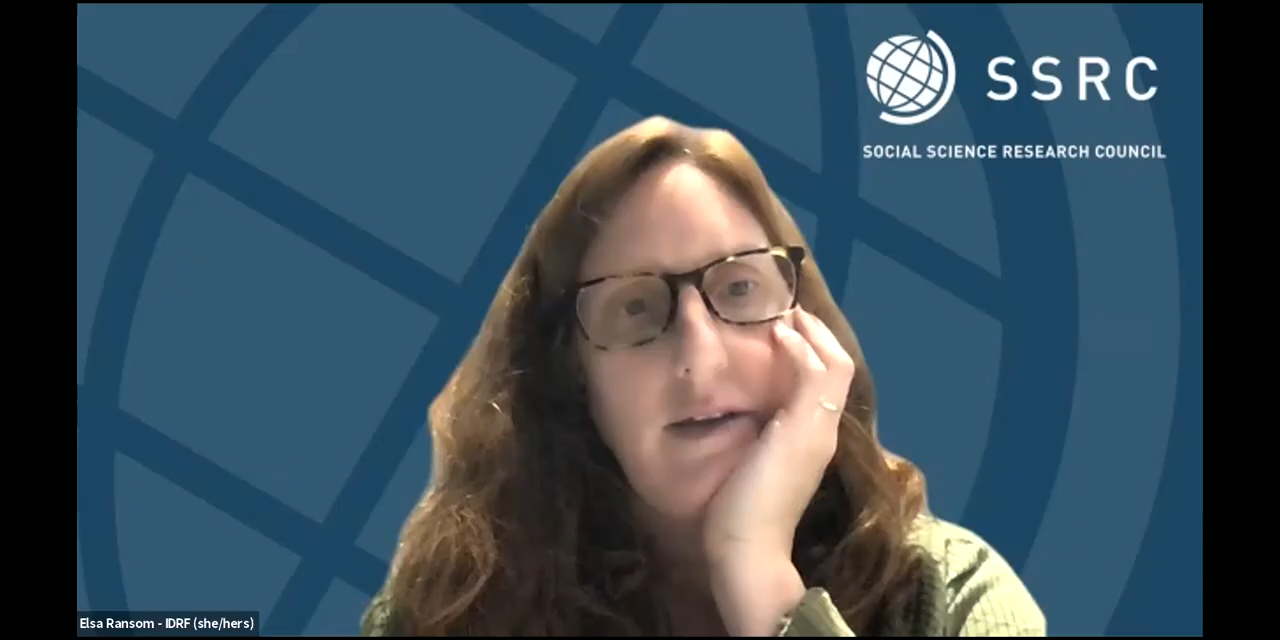 SSRC
SOCIAL SCIENCE RESEARCH COUNCIL
Elsa Ransom - IDRF (she/hers)